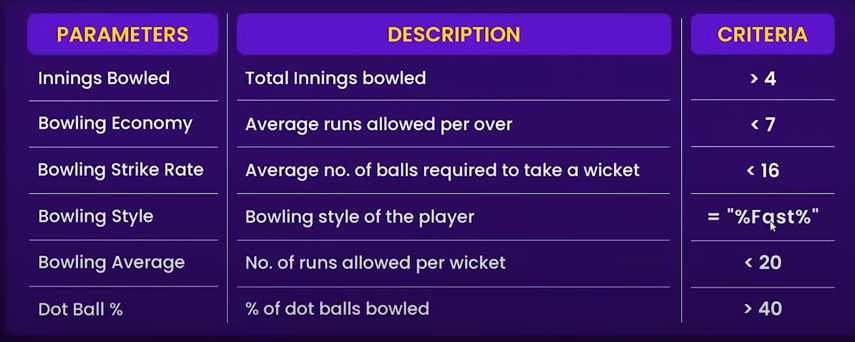 PARAMETERS DESCRIPTION CRITERIA
Innings Bowled Total Innings bowled > 4
Bowling Economy Average runs allowed per over < 7
Bowling Strike Rate Average no. of balls required to take a wicket < 16
Bowling Style Bowling style of the player = "%Fast%"
Bowling Average No. of runs allowed per wicket < 20
Dot Ball % % of dot balls bowled > 40